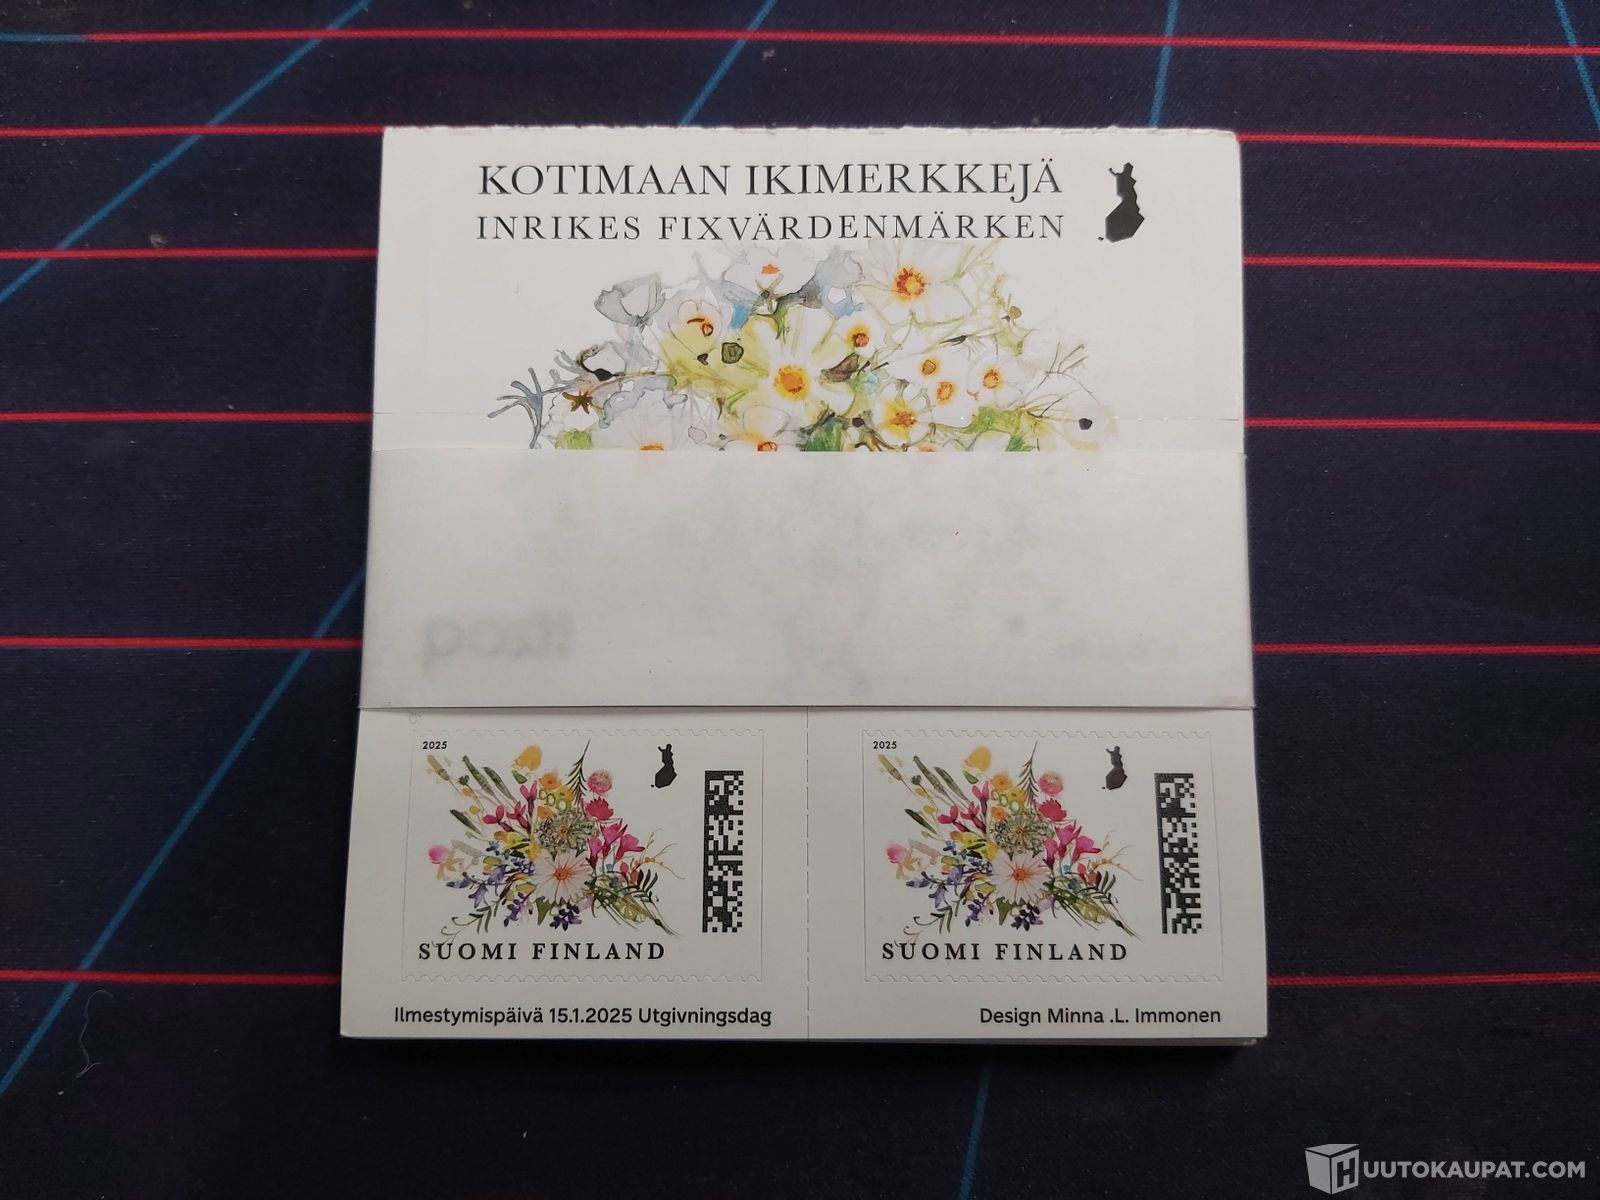 KOTIMAAN IKIMERKKEJÄ
INRIKES FIXVÄRDENMÄRKEN
2025
SUOMI FINLAND
2025
SUOMI FINLAND
Ilmestymispäivä 15.1.2025 Utgivningsdag
Design Minna .L. Immonen
HUUTOKAUPAT.COM